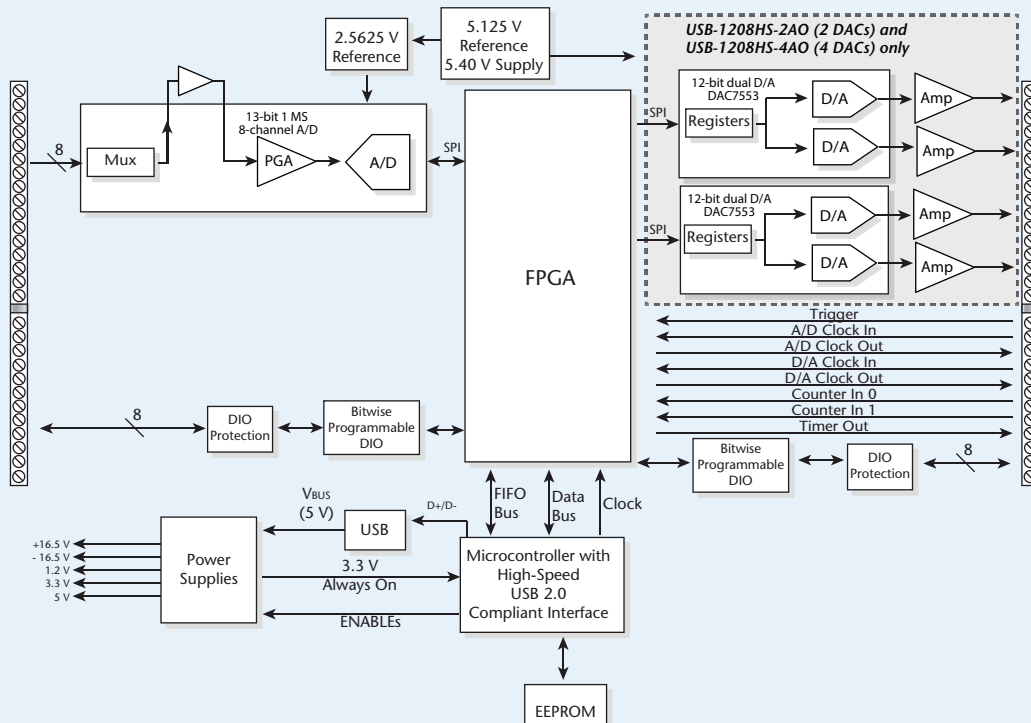 2.5625 V
Reference
5.125 V
Reference
5.40 V Supply
USB-1208HS-2AO (2 DACs) and
USB-1208HS-4AO (4 DACs) only
13-bit 1 MS
8-channel A/D
8
Mux
PGA
A/D
SPI
FPGA
SPI
12-bit dual D/A
DAC7553
Registers
D/A
D/A
Amp
Amp
SPI
12-bit dual D/A
DAC7553
Registers
D/A
D/A
Amp
Amp
Trigger
A/D Clock In
A/D Clock Out
D/A Clock In
D/A Clock Out
Counter In 0
Counter In 1
Timer Out
8
DIO
Protection
Bitwise
Programmable
DIO
Bitwise
Programmable
DIO
DIO
Protection
8
FIFO
Bus
Data
Bus
Clock
VBUS
(5 V)
USB
D+/D-
+16.5 V
- 16.5 V
1.2 V
3.3 V
5 V
Power
Supplies
3.3 V
Always On
ENABLEs
Microcontroller with
High-Speed
USB 2.0
Compliant Interface
EEPROM